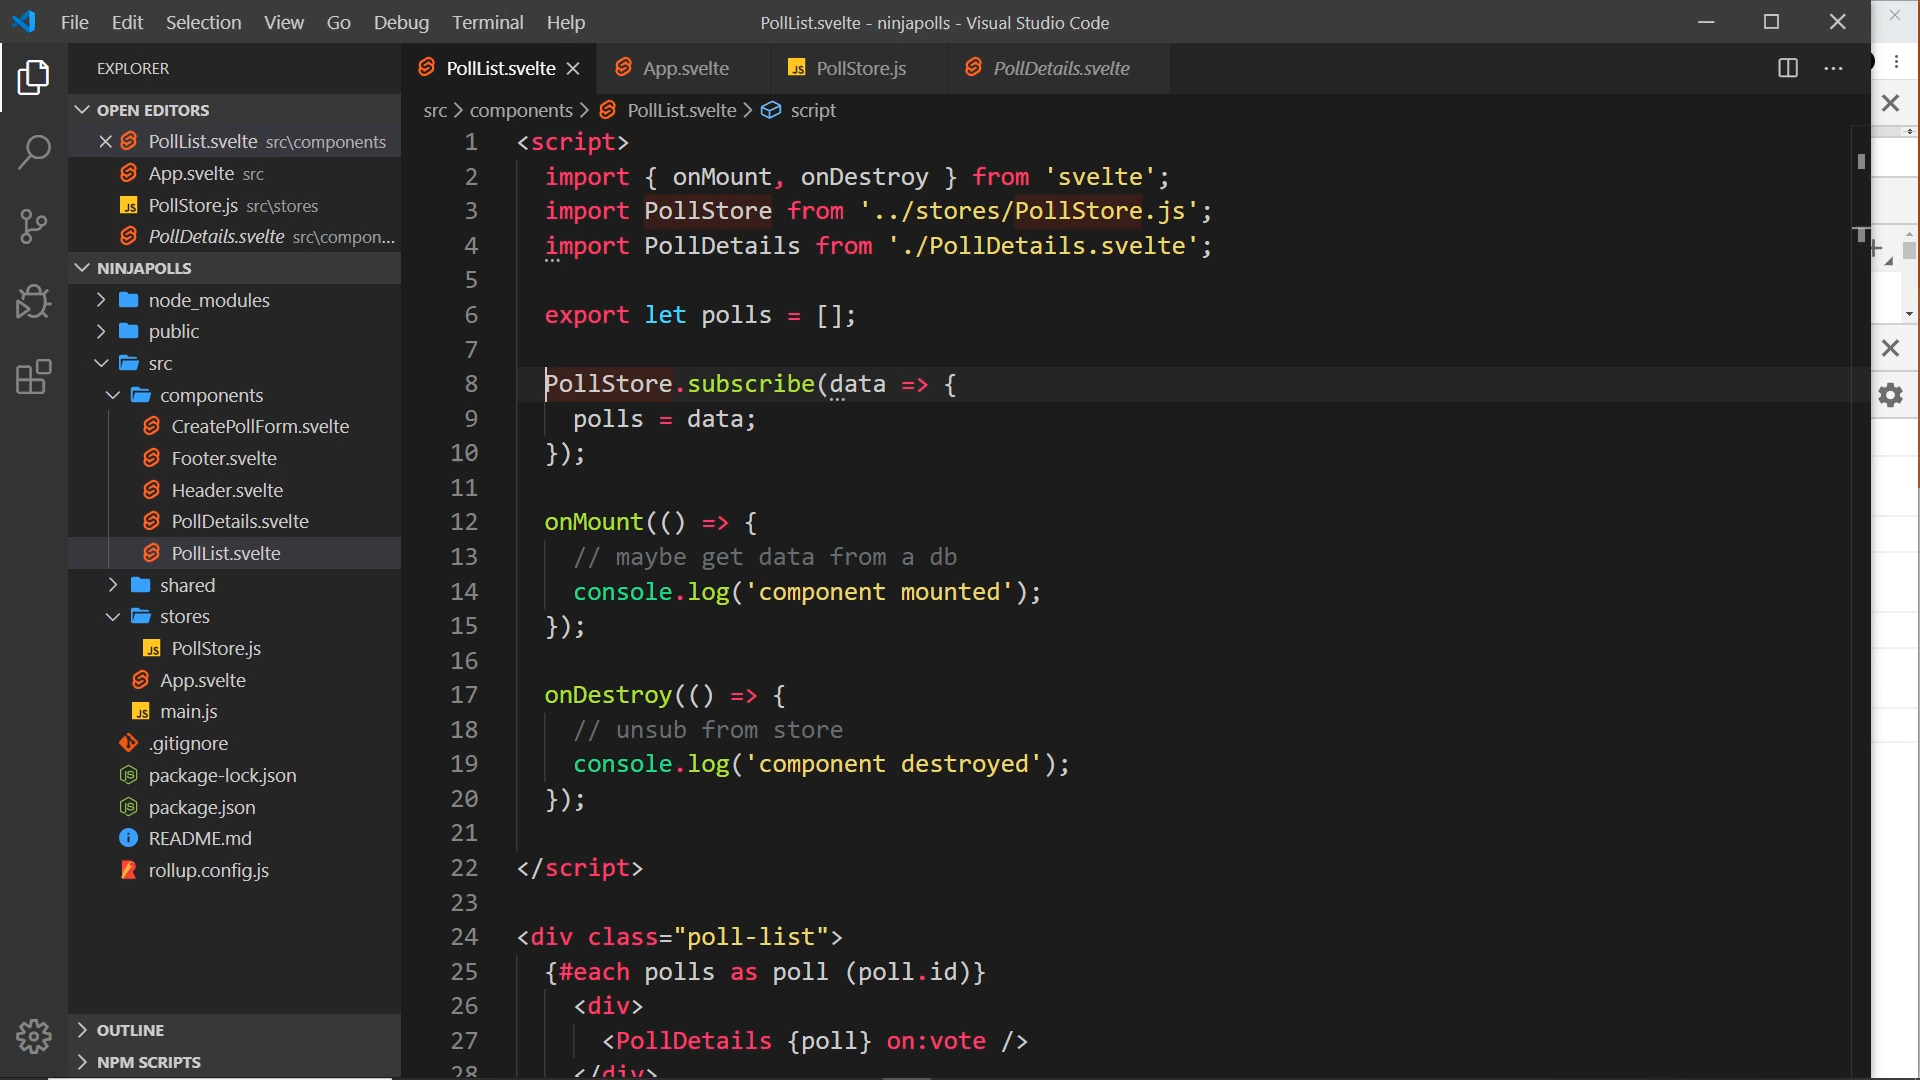 File Edit Selection View Go Debug Terminal Help
PollList.svelte - ninjapolls - Visual Studio Code
EXPLORER
OPEN EDITORS
PollList.svelte src\components
App.svelte src
PollStore.js src\stores
PollDetails.svelte src\compon...
NINJAPOLLS
node_modules
public
src
components
CreatePollForm.svelte
Footer.svelte
Header.svelte
PollDetails.svelte
PollList.svelte
shared
stores
PollStore.js
App.svelte
main.js
.gitignore
package-lock.json
package.json
README.md
rollup.config.js
OUTLINE
NPM SCRIPTS
PollList.svelte App.svelte PollStore.js PollDetails.svelte
src > components > PollList.svelte > script
1 <script>
2 import { onMount, onDestroy } from 'svelte';
3 import PollStore from '../stores/PollStore.js';
4 import PollDetails from './PollDetails.svelte';
5
6 export let polls = [];
7
8 PollStore.subscribe(data => {
9 polls = data;
10 });
11
12 onMount(() => {
13 // maybe get data from a db
14 console.log('component mounted');
15 });
16
17 onDestroy(() => {
18 // unsub from store
19 console.log('component destroyed');
20 });
21
22 </script>
23
24 <div class="poll-list">
25 {#each polls as poll (poll.id)}
26 <div>
27 <PollDetails {poll} on:vote />
28 </div>